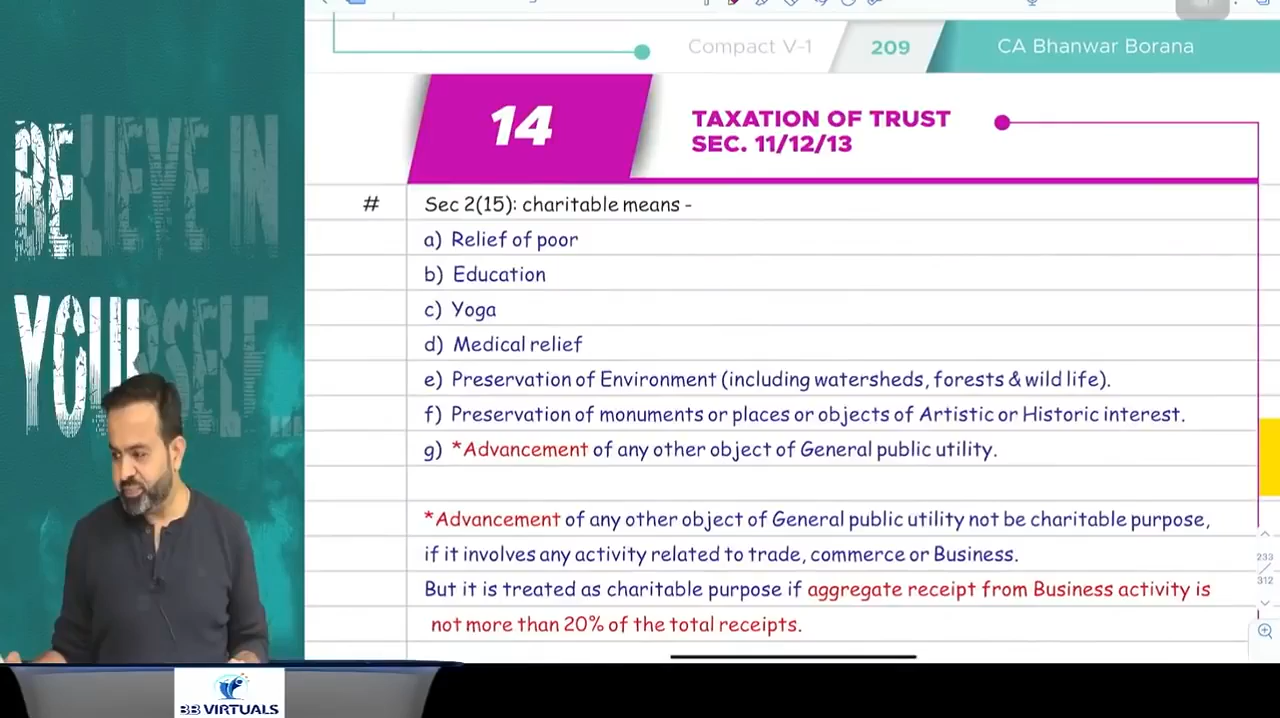 Compact V-1 209 CA Bhanwar Borana
14
TAXATION OF TRUST
SEC. 11/12/13
# Sec 2(15): charitable means -
a) Relief of poor
b) Education
c) Yoga
d) Medical relief
e) Preservation of Environment (including watersheds, forests & wild life).
f) Preservation of monuments or places or objects of Artistic or Historic interest.
g) *Advancement of any other object of General public utility.
*Advancement of any other object of General public utility not be charitable purpose,
if it involves any activity related to trade, commerce or Business.
But it is treated as charitable purpose if aggregate receipt from Business activity is
not more than 20% of the total receipts.
233
312
BELIEVE IN
YOURSELF...
BB VIRTUALS